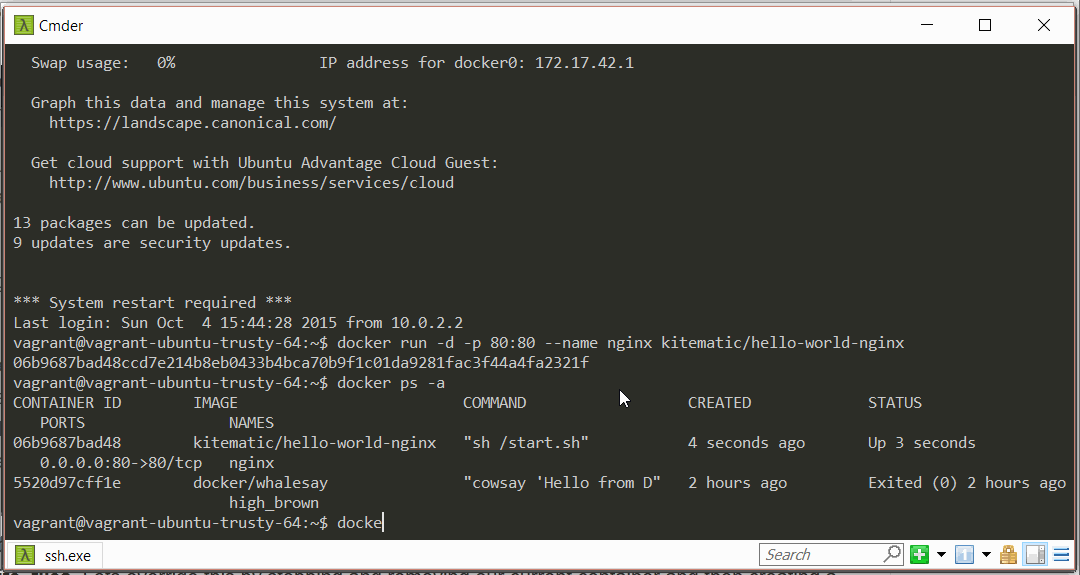 Cmder
Swap usage: 0% IP address for docker0: 172.17.42.1
Graph this data and manage this system at:
https://landscape.canonical.com/
Get cloud support with Ubuntu Advantage Cloud Guest:
http://www.ubuntu.com/business/services/cloud
13 packages can be updated.
9 updates are security updates.
*** System restart required ***
Last login: Sun Oct  4 15:44:28 2015 from 10.0.2.2
vagrant@vagrant-ubuntu-trusty-64:~$ docker run -d -p 80:80 --name nginx kitematic/hello-world-nginx
06b9687bad48ccd7e214b8eb0433b4bca70b9f1c01da9281fac3f44a4fa2321f
vagrant@vagrant-ubuntu-trusty-64:~$ docker ps -a
CONTAINER ID IMAGE COMMAND CREATED STATUS
PORTS NAMES
06b9687bad48 kitematic/hello-world-nginx "sh /start.sh" 4 seconds ago Up 3 seconds
0.0.0.0:80->80/tcp nginx
5520d97cff1e docker/whalesay "cowsay 'Hello from D" 2 hours ago Exited (0) 2 hours ago
high_brown
vagrant@vagrant-ubuntu-trusty-64:~$ docke
ssh.exe Search